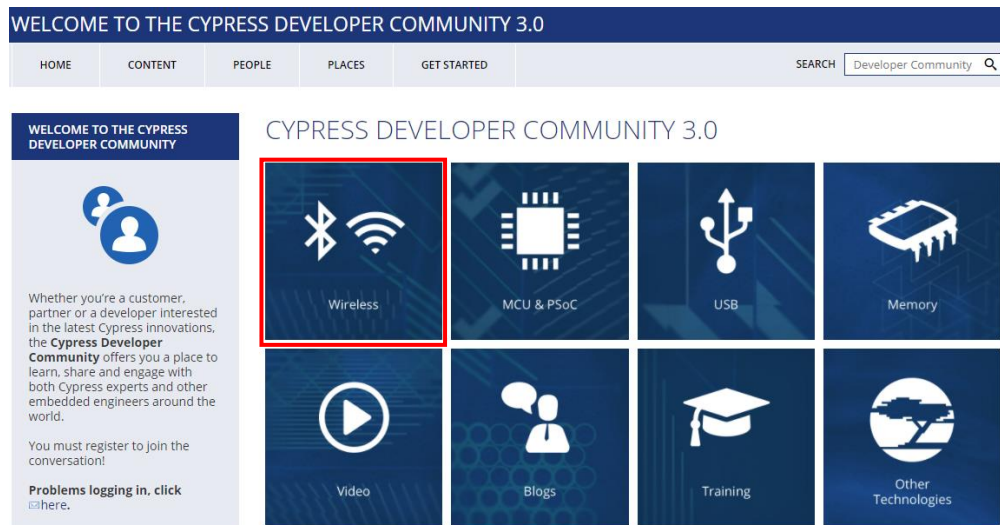 WELCOME TO THE CYPRESS DEVELOPER COMMUNITY 3.0
HOME CONTENT PEOPLE PLACES GET STARTED SEARCH Developer Community
WELCOME TO THE CYPRESS
DEVELOPER COMMUNITY
CYPRESS DEVELOPER COMMUNITY 3.0
Wireless
MCU & PSoC
USB
Memory
Whether you're a customer,
partner or a developer interested
in the latest Cypress innovations,
the Cypress Developer
Community offers you a place to
learn, share and engage with
both Cypress experts and other
embedded engineers around the
world.
You must register to join the
conversation!
Problems logging in, click
here.
Video
Blogs
Training
Other
Technologies